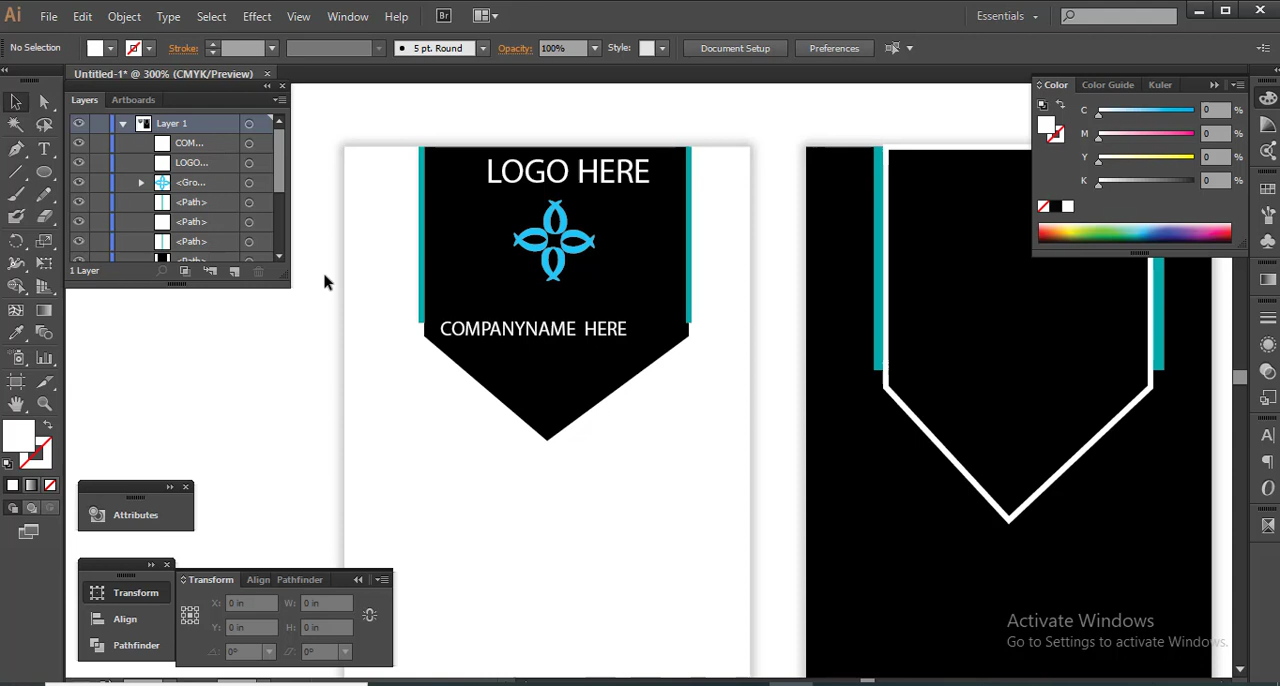 Ai File Edit Object Type Select Effect View Window Help Br Essentials
No Selection Stroke: 5 pt. Round Opacity: 100% Style: Document Setup Preferences
Untitled-1* @ 300% (CMYK/Preview)
Layers Artboards
Layer 1
COM...
LOGO...
<Gro...
<Path>
<Path>
<Path>
1 Layer
LOGO HERE
COMPANYNAME HERE
Color Color Guide Kuler
C 0 %
M 0 %
Y 0 %
K 0 %
Attributes
Transform
Align
Pathfinder
Transform Align Pathfinder
X: 0 in W: 0 in
Y: 0 in H: 0 in
0° 0°
Activate Windows
Go to Settings to activate Windows.